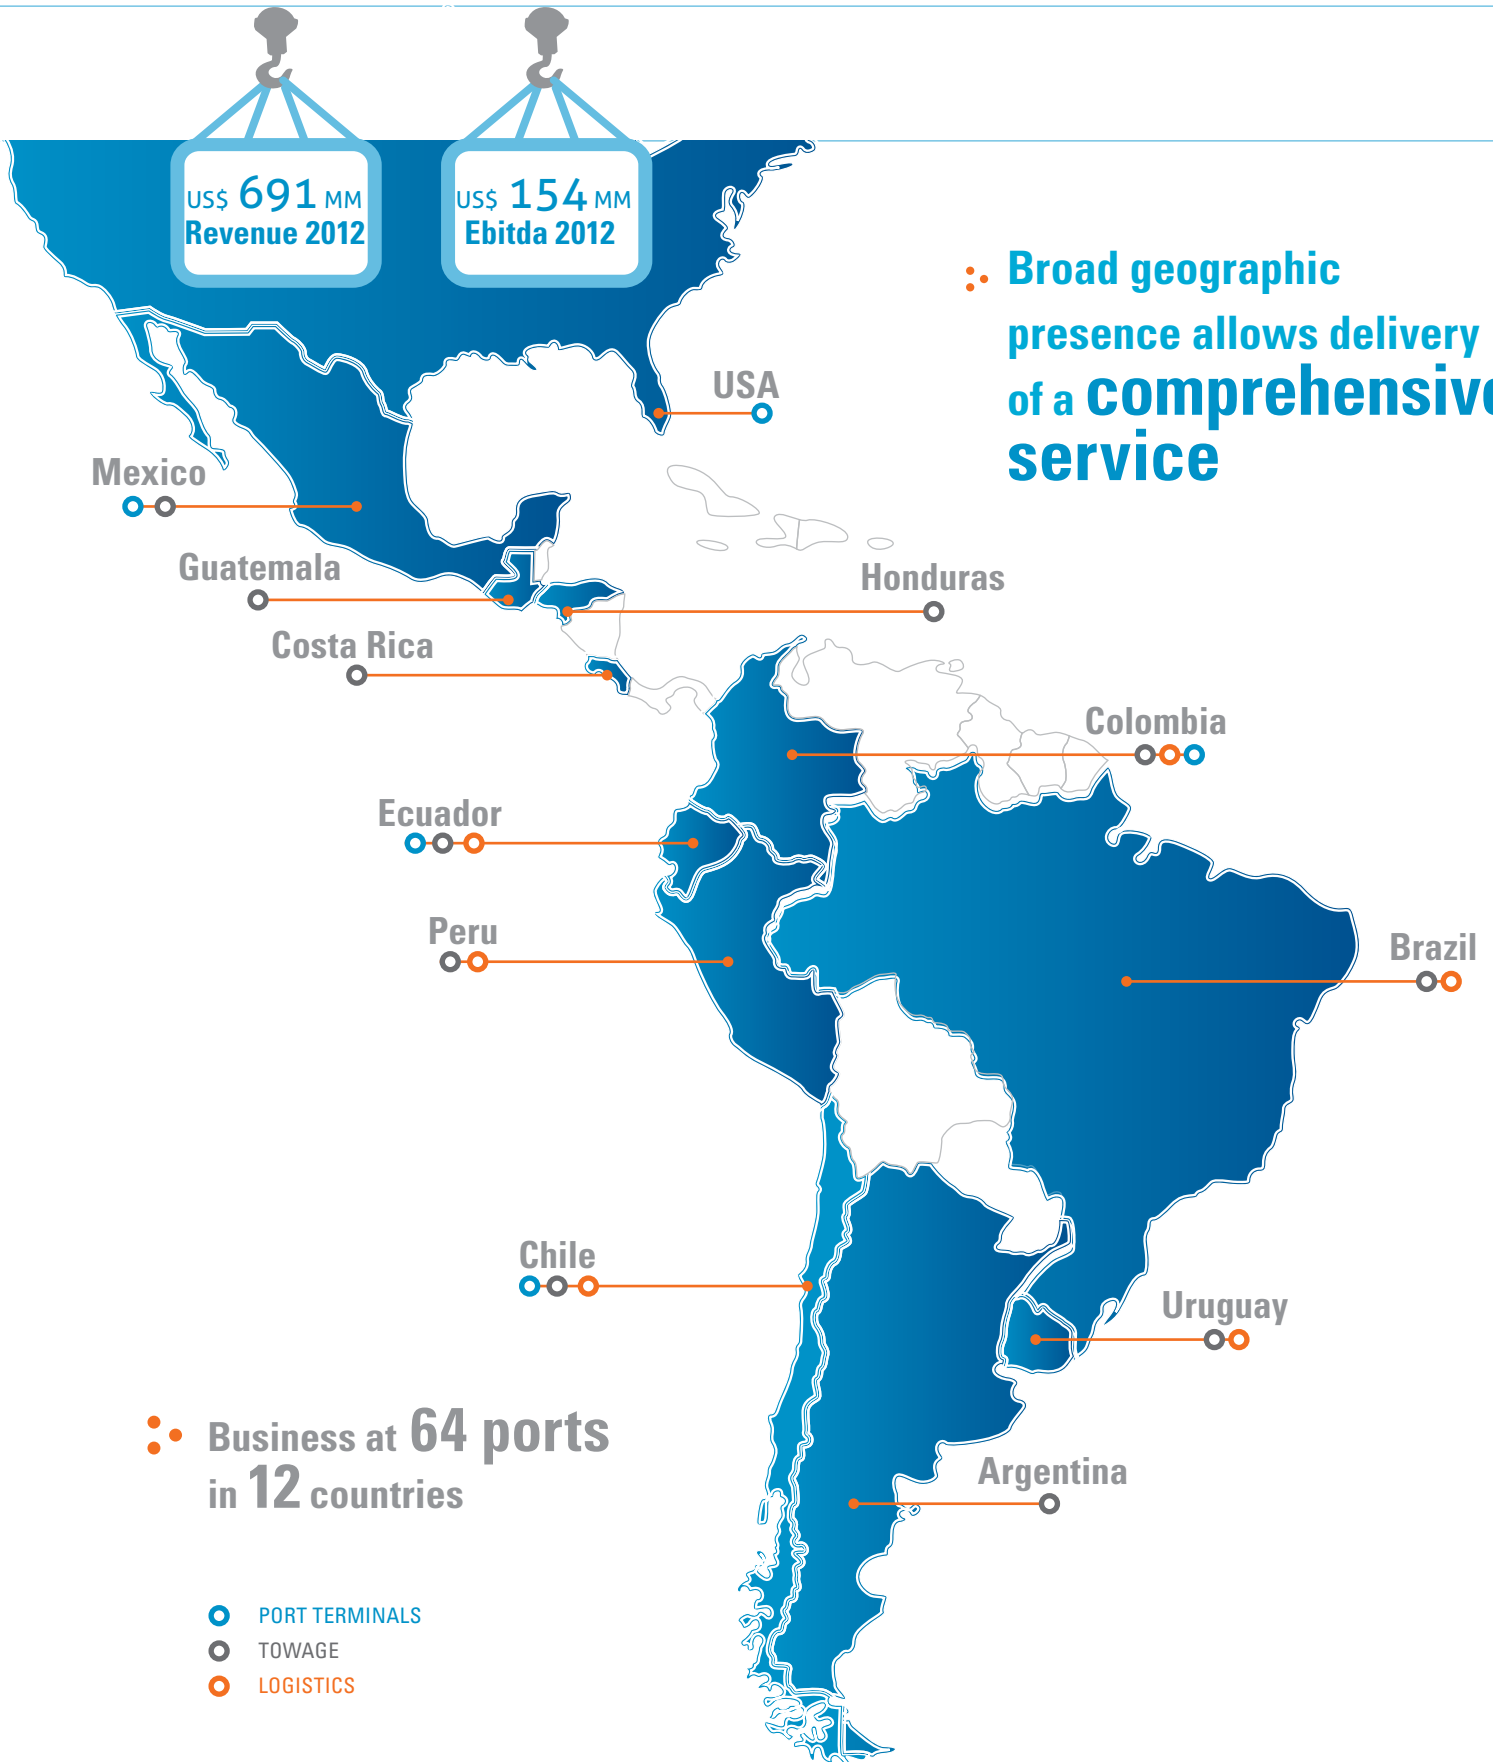 US$ 691 MM
Revenue 2012
US$ 154 MM
Ebitda 2012
Broad geographic
presence allows delivery
of a comprehensive
service
USA
Mexico
Guatemala
Honduras
Costa Rica
Colombia
Ecuador
Peru
Brazil
Chile
Uruguay
Business at 64 ports
in 12 countries
Argentina
PORT TERMINALS
TOWAGE
LOGISTICS